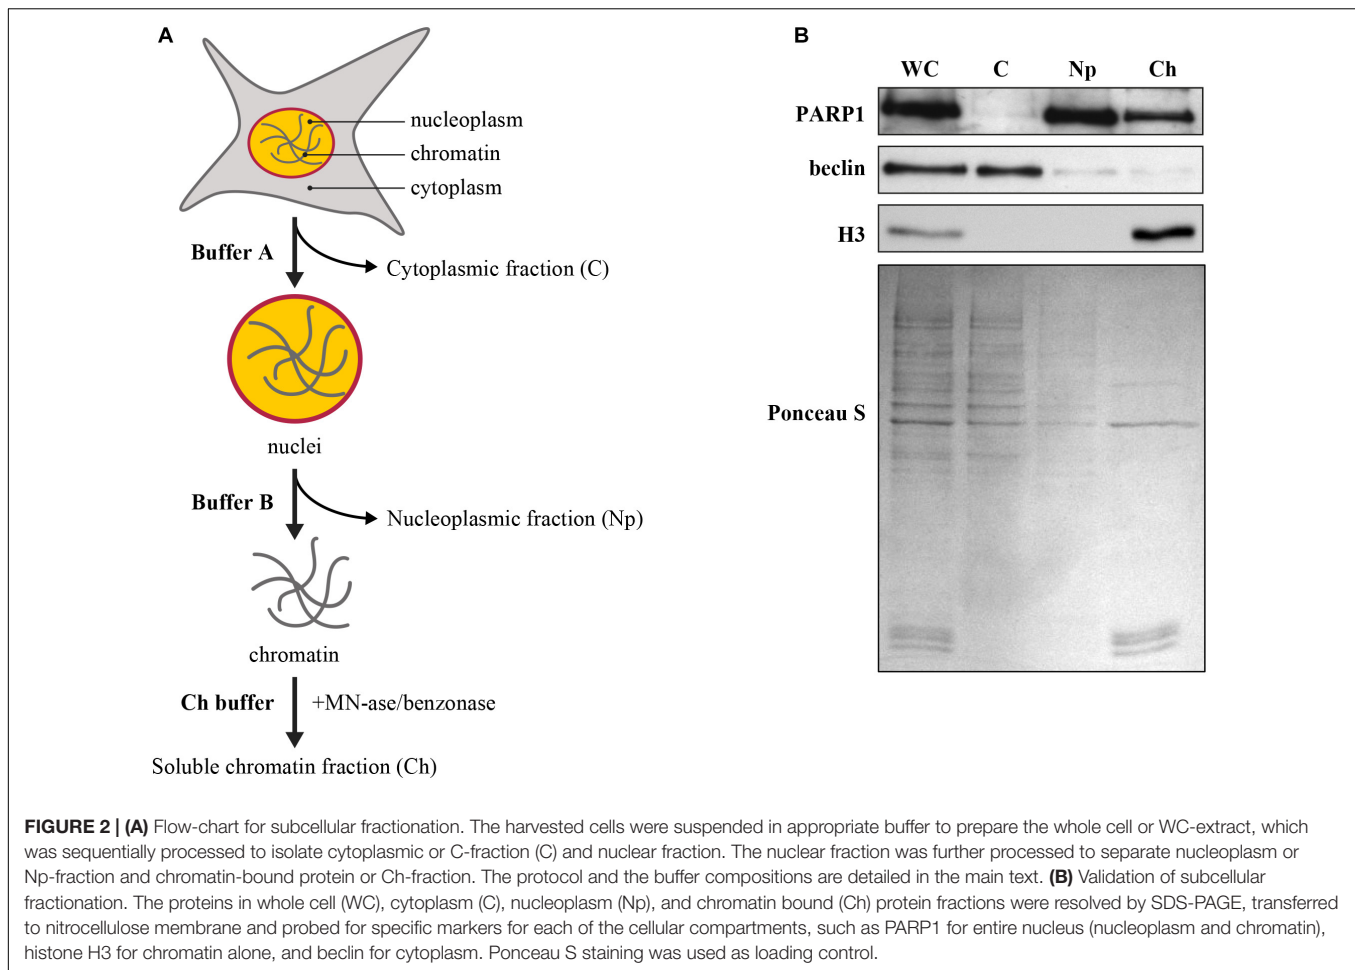 A
nucleoplasm
chromatin
cytoplasm
Buffer A
Cytoplasmic fraction (C)
nuclei
Buffer B
Nucleoplasmic fraction (Np)
chromatin
Ch buffer
+MN-ase/benzonase
Soluble chromatin fraction (Ch)
B
WC C Np Ch
PARP1
beclin
H3
Ponceau S
FIGURE 2 | (A) Flow-chart for subcellular fractionation. The harvested cells were suspended in appropriate buffer to prepare the whole cell or WC-extract, which
was sequentially processed to isolate cytoplasmic or C-fraction (C) and nuclear fraction. The nuclear fraction was further processed to separate nucleoplasm or
Np-fraction and chromatin-bound protein or Ch-fraction. The protocol and the buffer compositions are detailed in the main text. (B) Validation of subcellular
fractionation. The proteins in whole cell (WC), cytoplasm (C), nucleoplasm (Np), and chromatin bound (Ch) protein fractions were resolved by SDS-PAGE, transferred
to nitrocellulose membrane and probed for specific markers for each of the cellular compartments, such as PARP1 for entire nucleus (nucleoplasm and chromatin),
histone H3 for chromatin alone, and beclin for cytoplasm. Ponceau S staining was used as loading control.